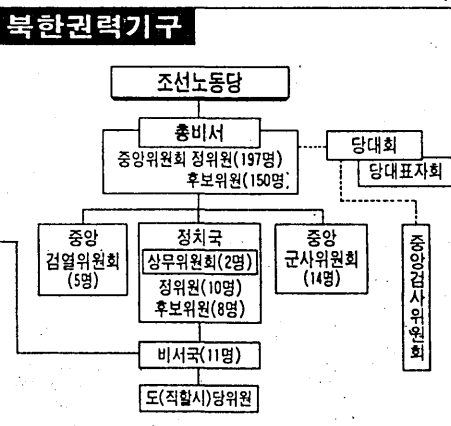 북한권력기구
조선노동당
총비서
중앙위원회 정위원(197명)
후보위원(150명)
당대회
당대표자회
중앙
검열위원회
(5명)
정치국
상무위원회(2명)
정위원(10명)
후보위원(8명)
중앙
군사위원회
(14명)
중앙검사위원회
비서국(11명)
도(직할시)당위원